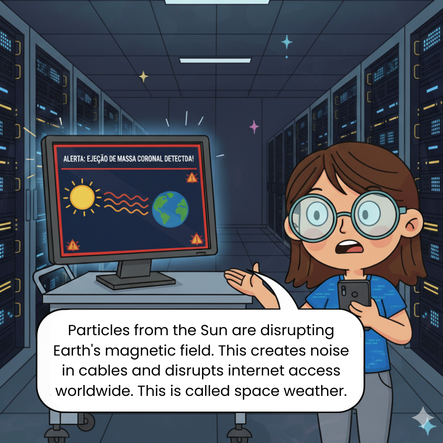 ALERTA: EJEÇÃO DE MASSA CORONAL DETECTDA!
Particles from the Sun are disrupting
Earth's magnetic field. This creates noise
in cables and disrupts internet access
worldwide. This is called space weather.